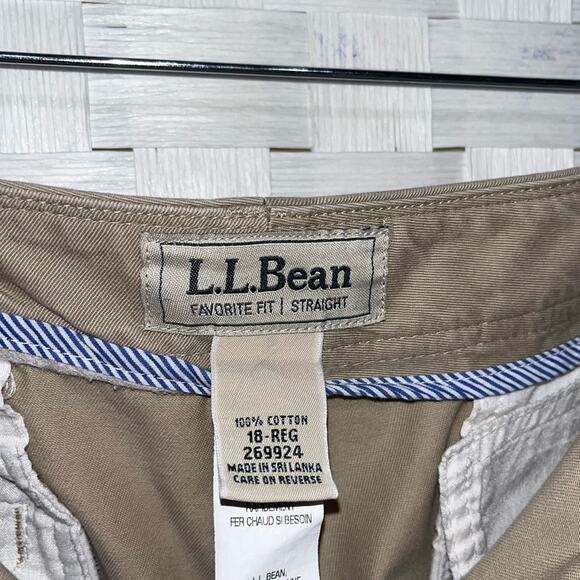 L.L.Bean
FAVORITE FIT | STRAIGHT
100% COTTON
18-REG
269924
MADE IN SRI LANKA
CARE ON REVERSE
RAPIDEMENT
FER CHAUD SI BESOIN
L.L.BEAN,